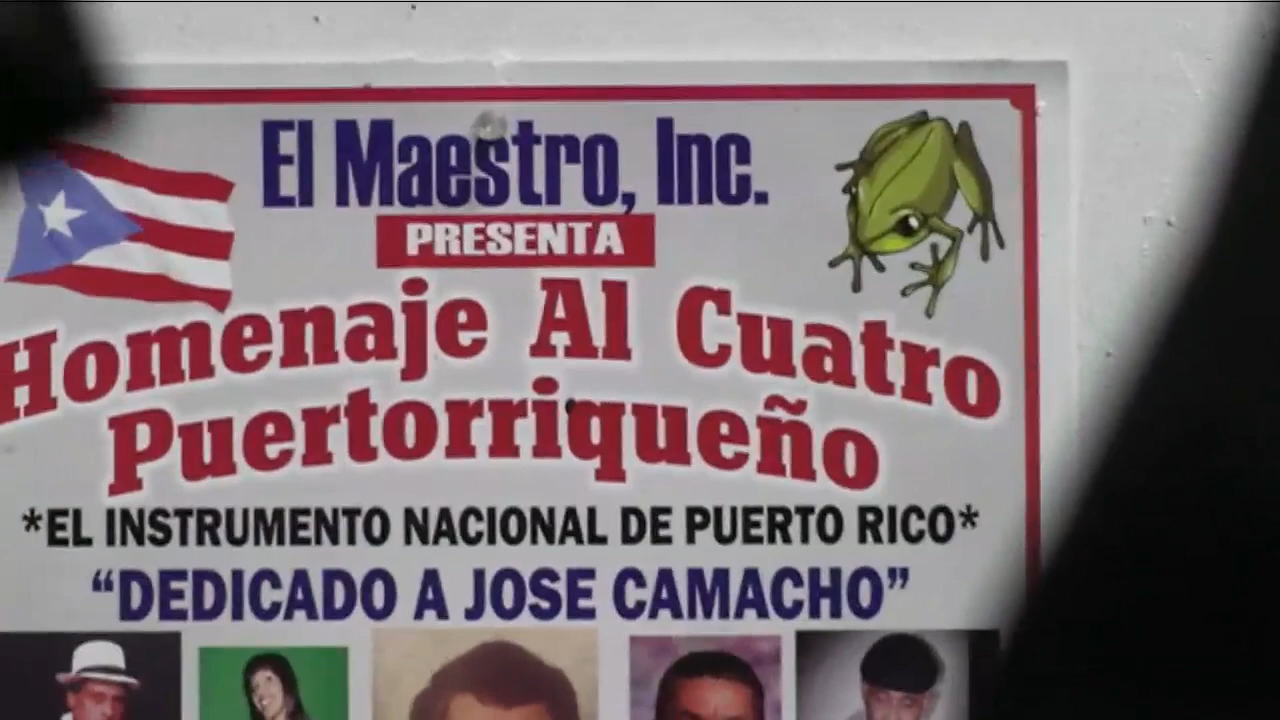 El Maestro, Inc.
PRESENTA
Homenaje Al Cuatro
Puertorriqueño
*EL INSTRUMENTO NACIONAL DE PUERTO RICO*
“DEDICADO A JOSE CAMACHO”